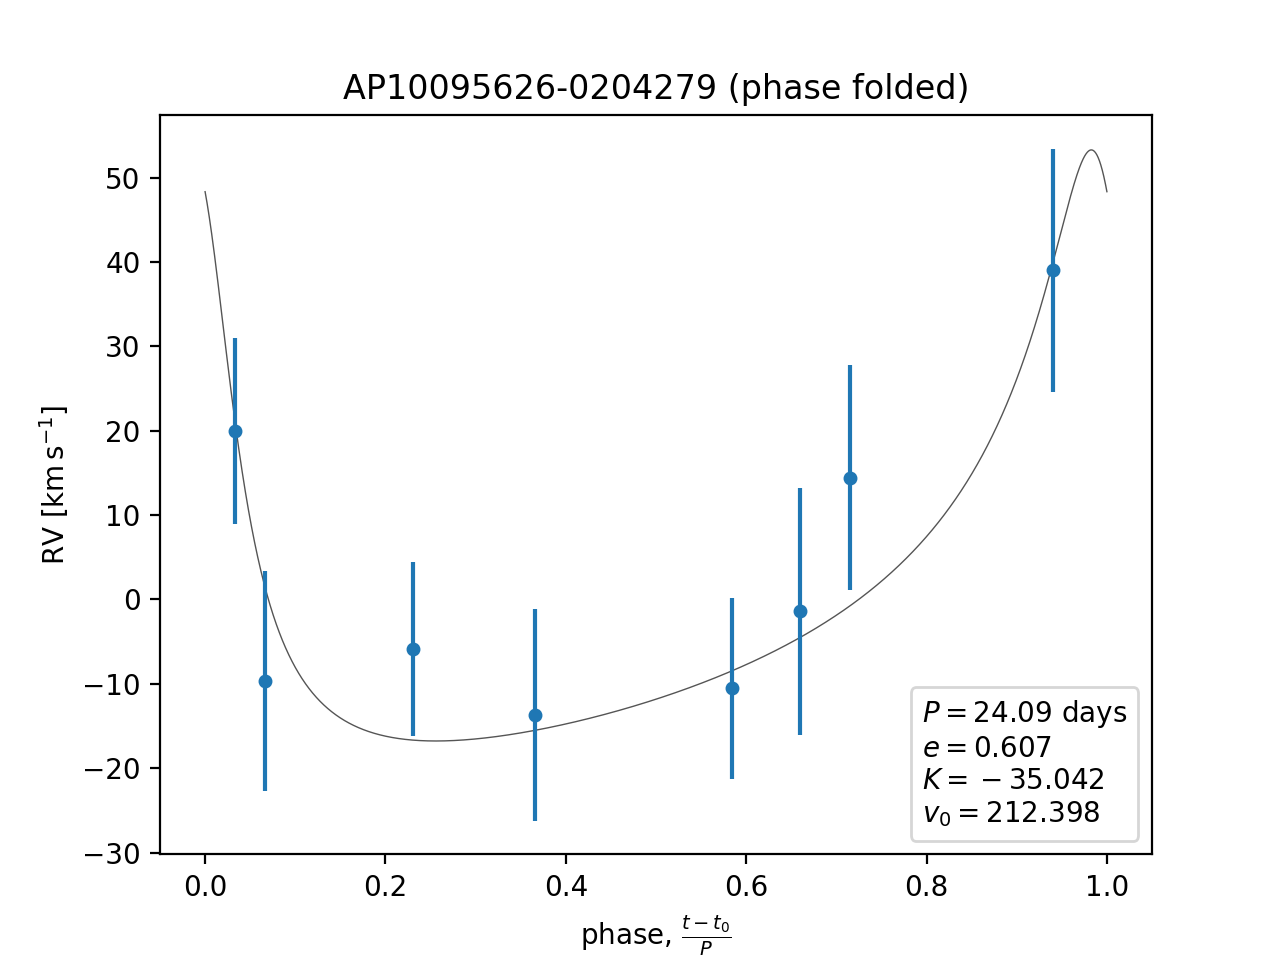 AP10095626-0204279 (phase folded)
RV [km s⁻¹]
50
40
30
20
10
0
−10
−20
−30
0.0 0.2 0.4 0.6 0.8 1.0
phase, (t − t₀)/P
P = 24.09 days
e = 0.607
K = −35.042
v₀ = 212.398